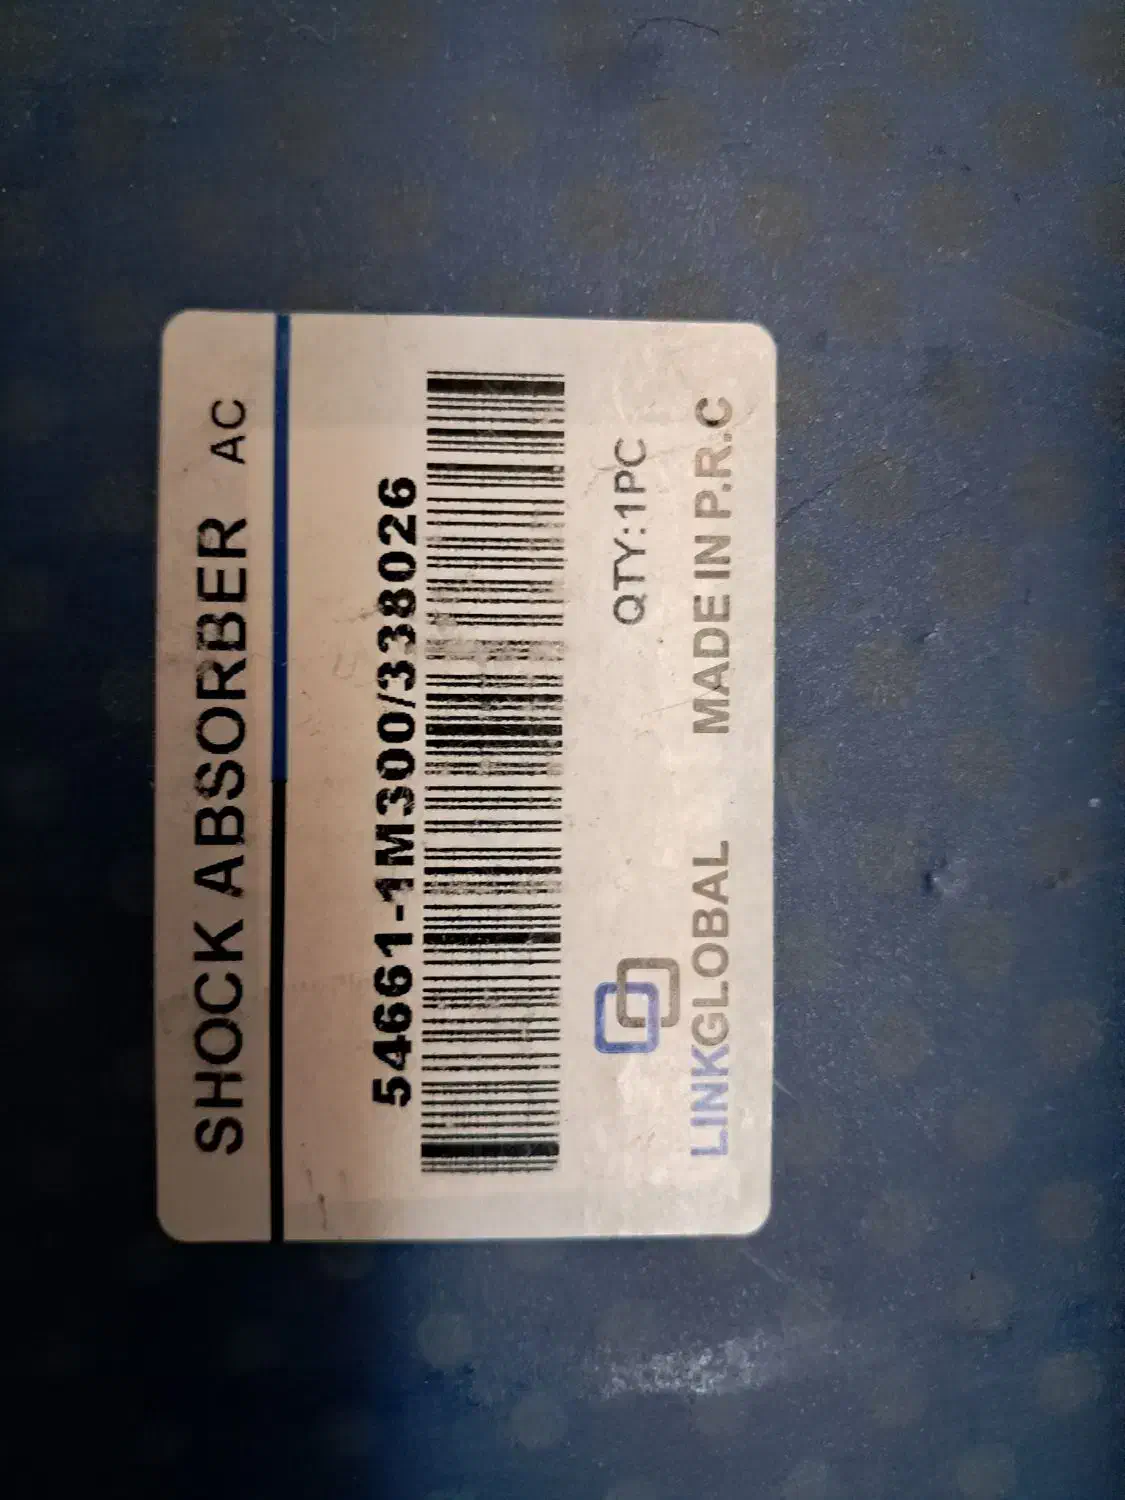 SHOCK ABSORBER AC
54661-1M300/338026
QTY:1PC
LINKGLOBAL MADE IN P.R.C